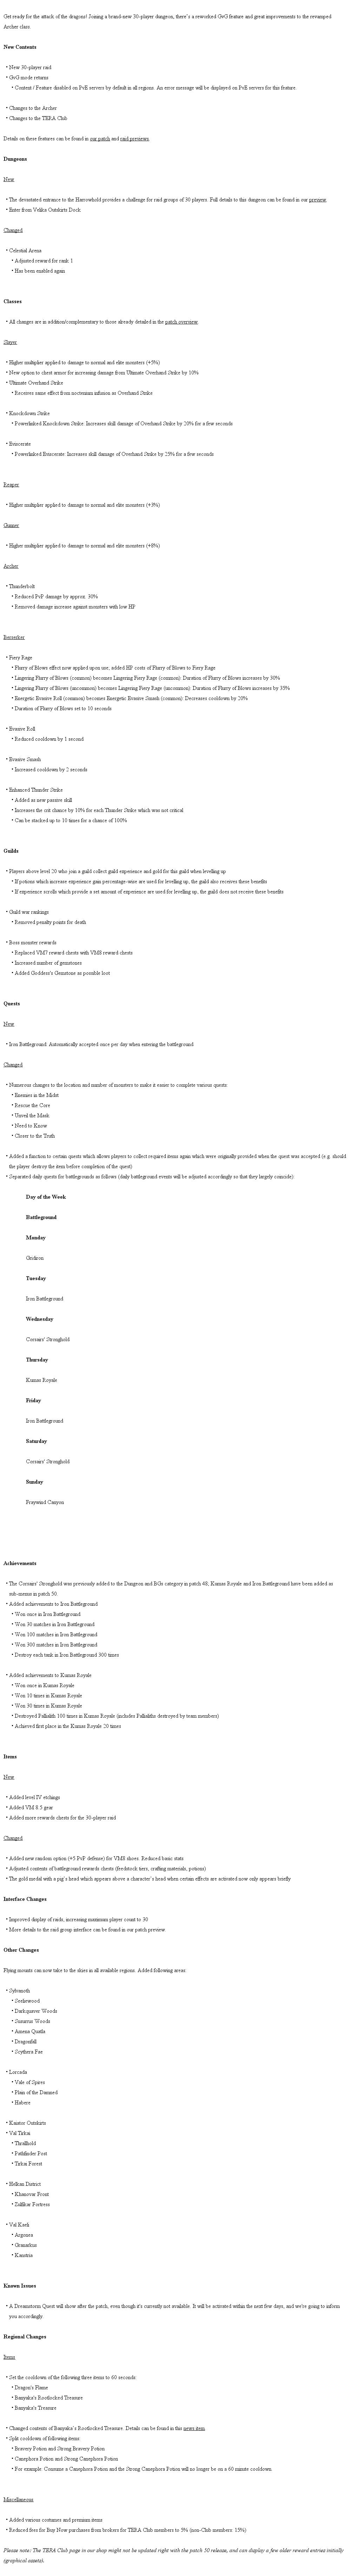 Get ready for the attack of the dragons! Joining a brand-new 30-player dungeon, there's a reworked GvG feature and great improvements to the revamped
Archer class.
New Contents
• New 30-player raid
• GvG mode returns
• Content / Feature disabled on PvE servers by default in all regions. An error message will be displayed on PvE servers for this feature.
• Changes to the Archer
• Changes to the TERA Club
Details on these features can be found in our patch and raid previews.
Dungeons
New
• The devastated entrance to the Harrowhold provides a challenge for raid groups of 30 players. Full details to this dungeon can be found in our preview.
• Enter from Velika Outskirts Dock
Changed
• Celestial Arena
• Adjusted reward for rank 1
• Has been enabled again
Classes
• All changes are in addition/complementary to those already detailed in the patch overview.
Slayer
• Higher multiplier applied to damage to normal and elite monsters (+5%)
• New option to chest armor for increasing damage from Ultimate Overhand Strike by 10%
• Ultimate Overhand Strike
• Receives same effect from noctenium infusion as Overhand Strike
• Knockdown Strike
• Powerlinked Knockdown Strike: Increases skill damage of Overhand Strike by 20% for a few seconds
• Eviscerate
• Powerlinked Eviscerate: Increases skill damage of Overhand Strike by 25% for a few seconds
Reaper
• Higher multiplier applied to damage to normal and elite monsters (+3%)
Gunner
• Higher multiplier applied to damage to normal and elite monsters (+8%)
Archer
• Thunderbolt
• Reduced PvP damage by approx. 30%
• Removed damage increase against monsters with low HP
Berserker
• Fiery Rage
• Flurry of Blows effect now applied upon use; added HP costs of Flurry of Blows to Fiery Rage
• Lingering Flurry of Blows (common) becomes Lingering Fiery Rage (common): Duration of Flurry of Blows increases by 30%
• Lingering Flurry of Blows (uncommon) becomes Lingering Fiery Rage (uncommon): Duration of Flurry of Blows increases by 35%
• Energetic Evasive Roll (common) becomes Energetic Evasive Smash (common): Decreases cooldown by 20%
• Duration of Flurry of Blows set to 10 seconds
• Evasive Roll
• Reduced cooldown by 1 second
• Evasive Smash
• Increased cooldown by 2 seconds
• Enhanced Thunder Strike
• Added as new passive skill
• Increases the crit chance by 10% for each Thunder Strike which was not critical
• Can be stacked up to 10 times for a chance of 100%
Guilds
• Players above level 20 who join a guild collect guild experience and gold for this guild when levelling up
• If potions which increase experience gain percentage-wise are used for levelling up, the guild also receives these benefits
• If experience scrolls which provide a set amount of experience are used for levelling up, the guild does not receive these benefits
• Guild war rankings
• Removed penalty points for death
• Boss monster rewards
• Replaced VM7 reward chests with VM8 reward chests
• Increased number of gemstones
• Added Goddess's Gemstone as possible loot
Quests
New
• Iron Battleground: Automatically accepted once per day when entering the battleground
Changed
• Numerous changes to the location and number of monsters to make it easier to complete various quests:
• Enemies in the Midst
• Rescue the Core
• Unveil the Mask
• Need to Know
• Closer to the Truth
• Added a function to certain quests which allows players to collect required items again which were originally provided when the quest was accepted (e.g. should
the player destroy the item before completion of the quest)
• Separated daily quests for battlegrounds as follows (daily battleground events will be adjusted accordingly so that they largely coincide):
Day of the Week
Battleground
Monday
Gridiron
Tuesday
Iron Battleground
Wednesday
Corsairs' Stronghold
Thursday
Kumas Royale
Friday
Iron Battleground
Saturday
Corsairs' Stronghold
Sunday
Fraywind Canyon
Achievements
• The Corsairs' Stronghold was previously added to the Dungeon and BGs category in patch 48; Kumas Royale and Iron Battleground have been added as
sub-menus in patch 50.
• Added achievements to Iron Battleground
• Won once in Iron Battleground
• Won 30 matches in Iron Battleground
• Won 100 matches in Iron Battleground
• Won 300 matches in Iron Battleground
• Destroy each tank in Iron Battleground 300 times
• Added achievements to Kumas Royale
• Won once in Kumas Royale
• Won 10 times in Kumas Royale
• Won 30 times in Kumas Royale
• Destroyed Fulkalith 100 times in Kumas Royale (includes Fulkaliths destroyed by team members)
• Achieved first place in the Kumas Royale 20 times
Items
New
• Added level IV etchings
• Added VM 8.5 gear
• Added more rewards chests for the 30-player raid
Changed
• Added new random option (+5 PvP defense) for VM8 shoes. Reduced basic stats
• Adjusted contents of battleground rewards chests (feedstock tiers, crafting materials, potions)
• The gold medal with a pig's head which appears above a character's head when certain effects are activated now only appears briefly
Interface Changes
• Improved display of raids, increasing maximum player count to 30
• More details to the raid group interface can be found in our patch preview.
Other Changes
Flying mounts can now take to the skies in all available regions. Added following areas:
• Sylvanoth
• Seekewood
• Darkquaver Woods
• Susurrus Woods
• Amena Quatla
• Dragonfall
• Scythera Fae
• Lorcada
• Vale of Spires
• Plain of the Damned
• Habere
• Kaiator Outskirts
• Val Tirkai
• Thrallhold
• Pathfinder Post
• Tirkai Forest
• Helkan District
• Khanovar Front
• Zulfikar Fortress
• Val Kaeli
• Argonea
• Granarkus
• Kanstria
Known Issues
• A Dreamstorm Quest will show after the patch, even though it's currently not available. It will be activated within the next few days, and we're going to inform
you accordingly.
Regional Changes
Items
• Set the cooldown of the following three items to 60 seconds:
• Dragon's Flame
• Banyaka's Rootlocked Treasure
• Banyaka's Treasure
• Changed contents of Banyaka's Rootlocked Treasure. Details can be found in this news item.
• Split cooldown of following items:
• Bravery Potion and Strong Bravery Potion
• Canephora Potion and Strong Canephora Potion
• For example: Consume a Canephora Potion and the Strong Canephora Potion will no longer be on a 60 minute cooldown.
Miscellaneous
• Added various costumes and premium items
• Reduced fees for Buy Now purchases from brokers for TERA Club members to 5% (non-Club members: 15%)
Please note: The TERA Club page in our shop might not be updated right with the patch 50 release, and can display a few older reward entries initially
(graphical assets).